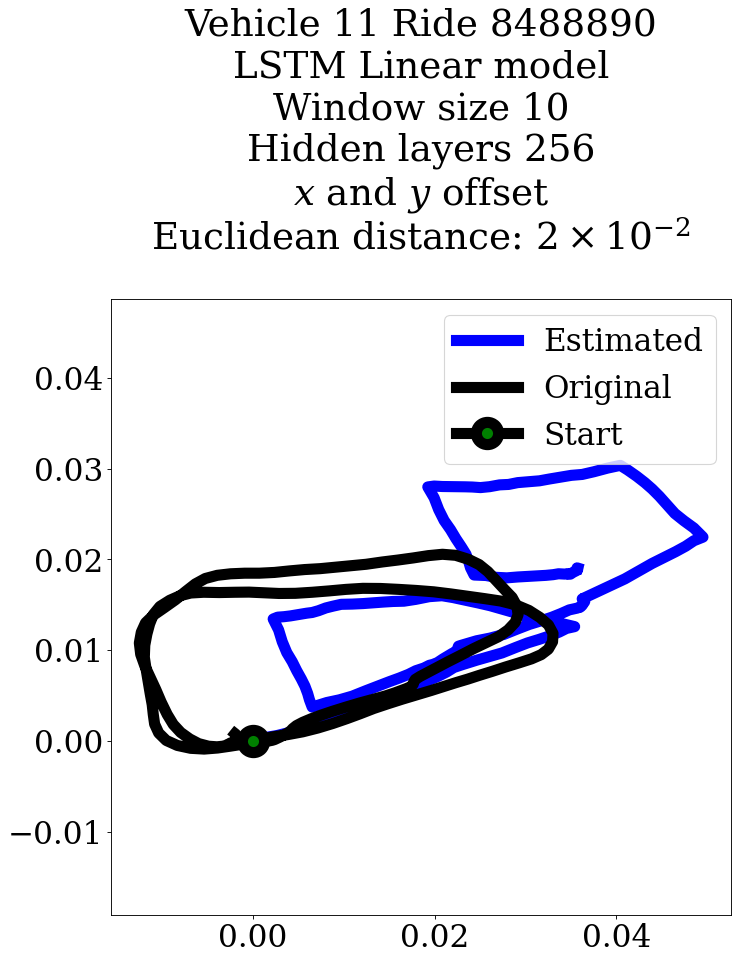 Vehicle 11 Ride 8488890
LSTM Linear model
Window size 10
Hidden layers 256
x and y offset
Euclidean distance: 2 × 10⁻²
Estimated
Original
Start
0.04
0.03
0.02
0.01
0.00
−0.01
0.00 0.02 0.04